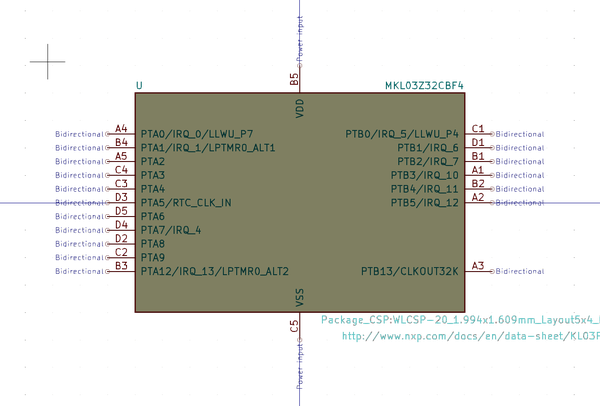 Power input
B5
U MKL03Z32CBF4
VDD
Bidirectional A4 PTA0/IRQ_0/LLWU_P7 PTB0/IRQ_5/LLWU_P4 C1 Bidirectional
Bidirectional B4 PTA1/IRQ_1/LPTMR0_ALT1 PTB1/IRQ_6 D1 Bidirectional
Bidirectional A5 PTA2 PTB2/IRQ_7 B1 Bidirectional
Bidirectional C4 PTA3 PTB3/IRQ_10 A1 Bidirectional
Bidirectional C3 PTA4 PTB4/IRQ_11 B2 Bidirectional
Bidirectional D3 PTA5/RTC_CLK_IN PTB5/IRQ_12 A2 Bidirectional
Bidirectional D5 PTA6
Bidirectional D4 PTA7/IRQ_4
Bidirectional D2 PTA8
Bidirectional C2 PTA9
Bidirectional B3 PTA12/IRQ_13/LPTMR0_ALT2 PTB13/CLKOUT32K A3 Bidirectional
VSS
C5
Package_CSP:WLCSP-20_1.994x1.609mm_Layout5x4_
http://www.nxp.com/docs/en/data-sheet/KL03
Power input